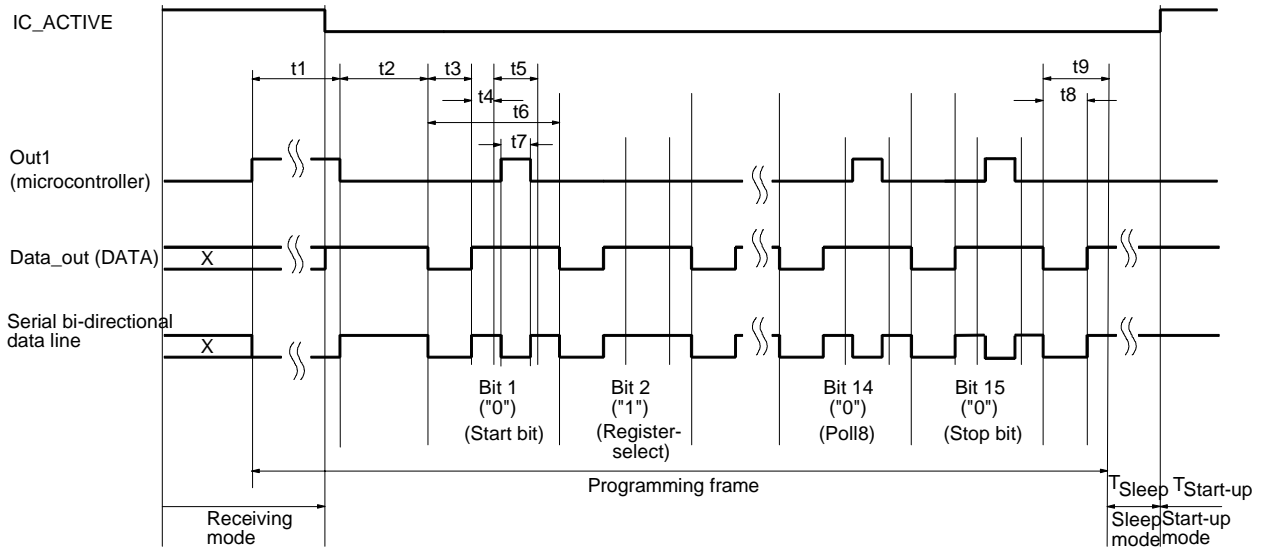 IC_ACTIVE
t1 t2 t3 t5 t9
t4 t6 t8
t7
Out1
(microcontroller)
Data_out (DATA)
X
Serial bi-directional
data line
X
Bit 1 Bit 2 Bit 14 Bit 15
("0") ("1") ("0") ("0")
(Start bit) (Register- (Poll8) (Stop bit)
select)
Programming frame
TSleep TStart-up
Receiving Sleep Start-up
mode mode mode